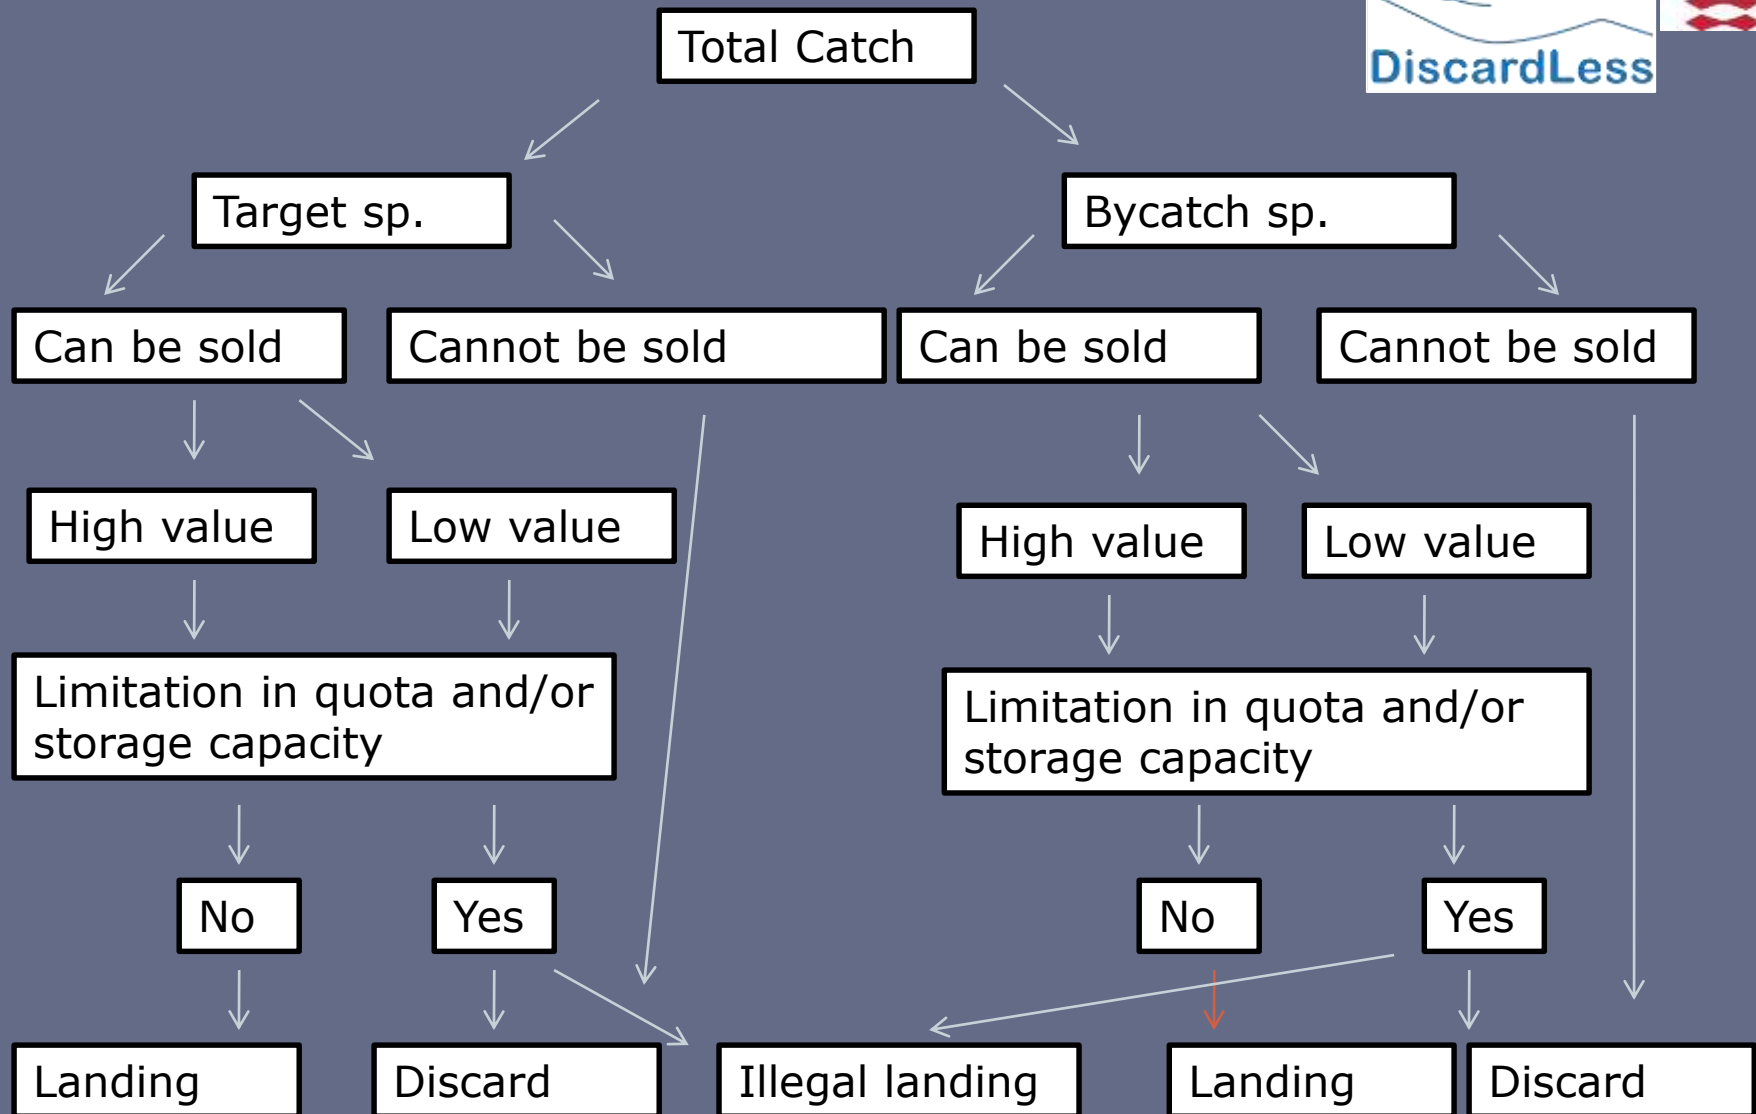 Total Catch
DiscardLess
Target sp.
Bycatch sp.
Can be sold
Cannot be sold
Can be sold
Cannot be sold
High value
Low value
High value
Low value
Limitation in quota and/or
storage capacity
Limitation in quota and/or
storage capacity
No
Yes
No
Yes
Landing
Discard
Illegal landing
Landing
Discard